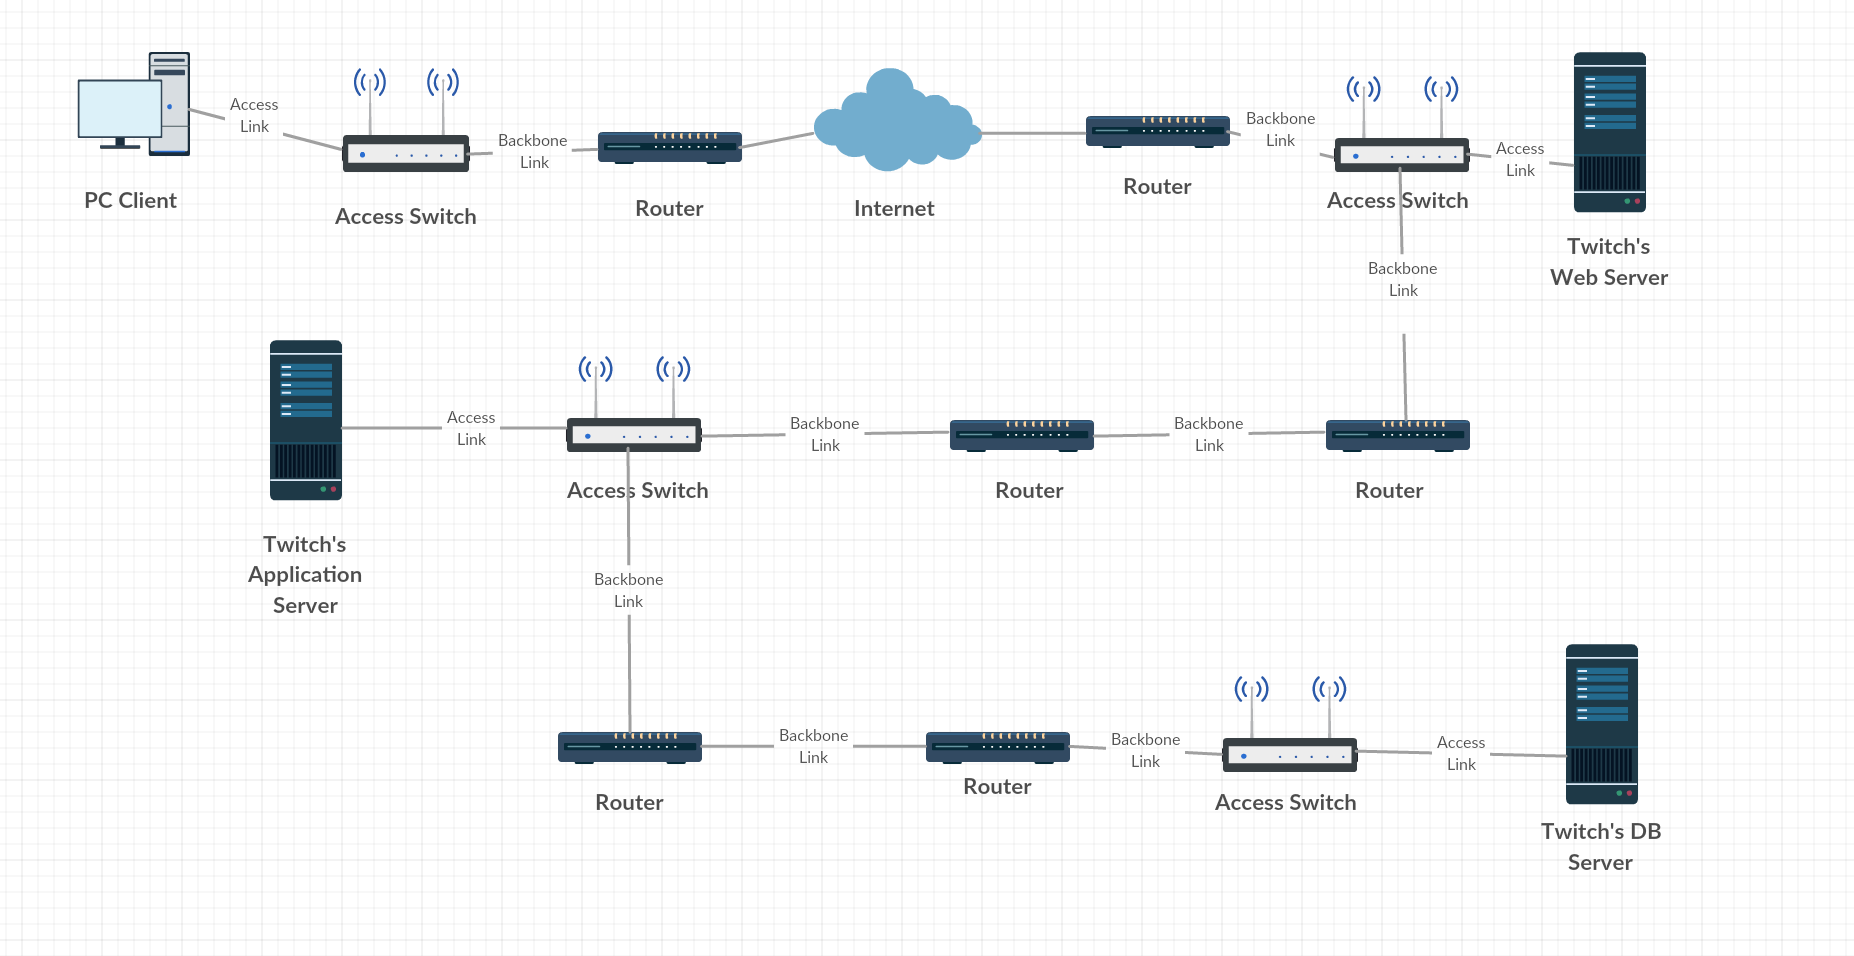 Access
Link
PC Client
Access Switch
Backbone
Link
Router
Internet
Router
Backbone
Link
Access Switch
Access
Link
Twitch's
Web Server
Backbone
Link
Twitch's
Application
Server
Access
Link
Access Switch
Backbone
Link
Router
Backbone
Link
Router
Backbone
Link
Router
Backbone
Link
Router
Backbone
Link
Access Switch
Access
Link
Twitch's DB
Server